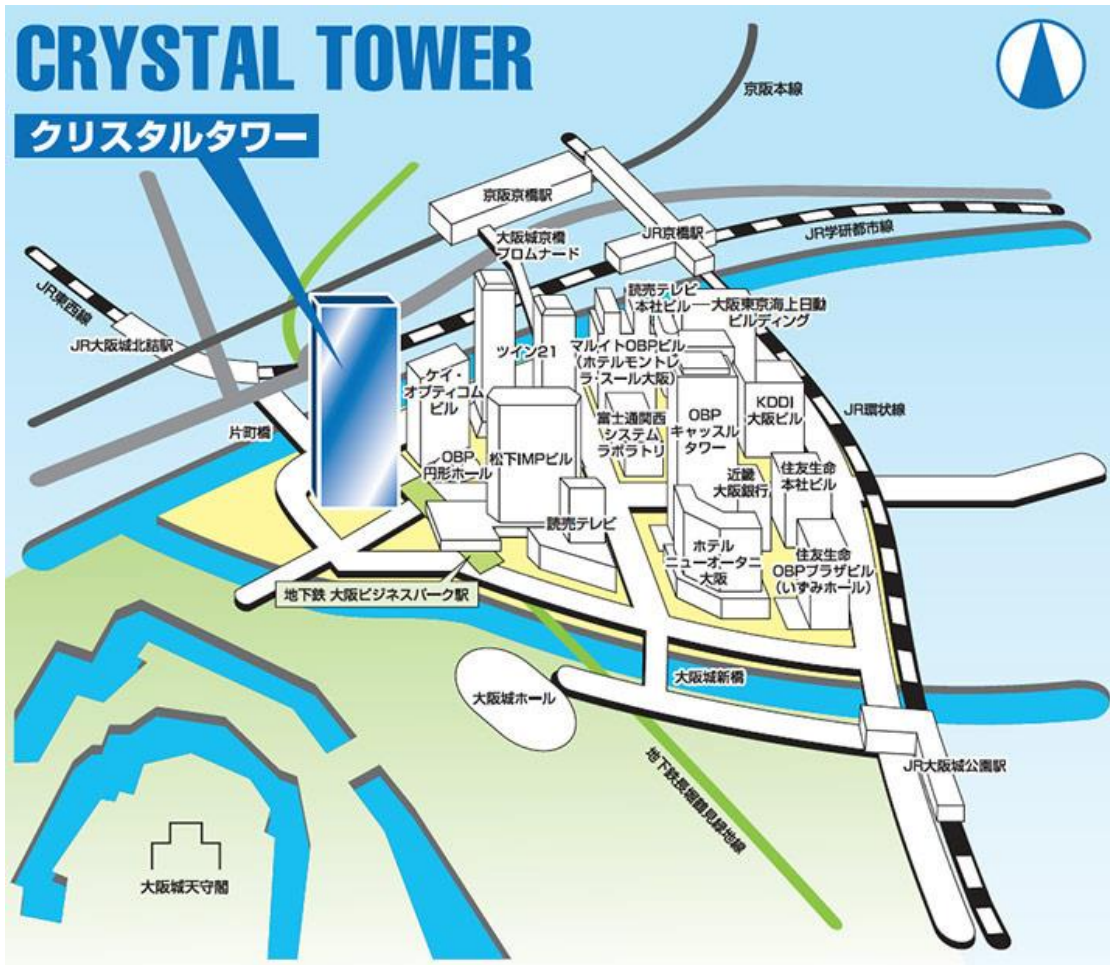 CRYSTAL TOWER
クリスタルタワー
京阪本線
京阪京橋駅
大阪城京橋
プロムナード
JR京橋駅
JR学研都市線
JR東西線
JR大阪城北詰駅
読売テレビ
本社ビル
大阪東京海上日動
ビルディング
ツイン21
マルイトOBPビル
(ホテルモントレ
ラ・スール大阪)
ケイ・
オプティコム
ビル
片町橋
富士通関西
システム
ラボラトリ
OBP
キャッスル
タワー
KDDI
大阪ビル
JR環状線
OBP
円形ホール
松下IMPビル
近畿
大阪銀行
住友生命
本社ビル
読売テレビ
ホテル
ニューオータニ
大阪
住友生命
OBPプラザビル
(いずみホール)
地下鉄 大阪ビジネスパーク駅
大阪城新橋
大阪城ホール
地下鉄長堀鶴見緑地線
JR大阪城公園駅
大阪城天守閣